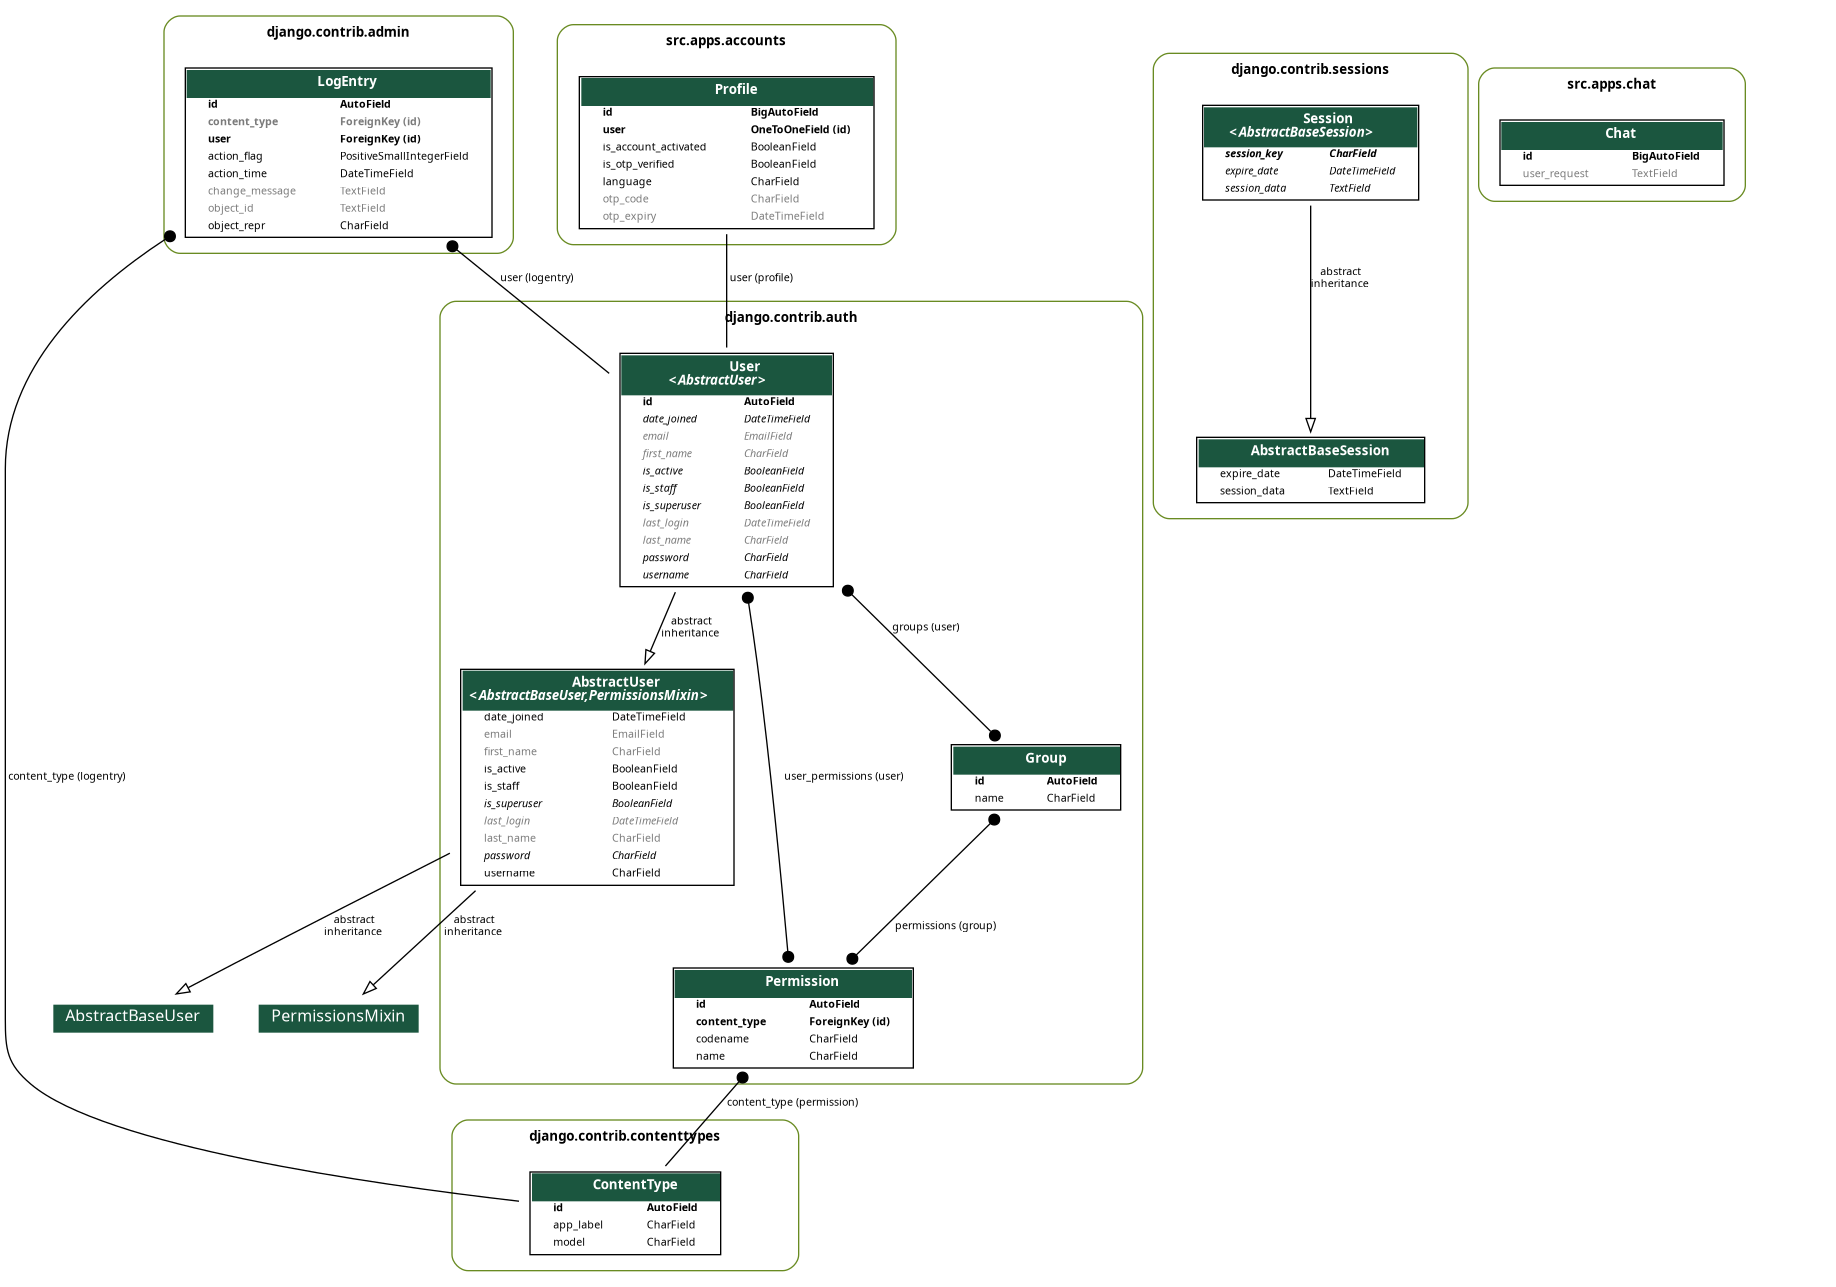 django.contrib.admin
LogEntry
id AutoField
content_type ForeignKey (id)
user ForeignKey (id)
action_flag PositiveSmallIntegerField
action_time DateTimeField
change_message TextField
object_id TextField
object_repr CharField
src.apps.accounts
Profile
id BigAutoField
user OneToOneField (id)
is_account_activated BooleanField
is_otp_verified BooleanField
language CharField
otp_code CharField
otp_expiry DateTimeField
django.contrib.sessions
Session
<AbstractBaseSession>
session_key CharField
expire_date DateTimeField
session_data TextField
src.apps.chat
Chat
id BigAutoField
user_request TextField
user (logentry)
user (profile)
abstract
inheritance
django.contrib.auth
User
<AbstractUser>
id AutoField
date_joined DateTimeField
email EmailField
first_name CharField
is_active BooleanField
is_staff BooleanField
is_superuser BooleanField
last_login DateTimeField
last_name CharField
password CharField
username CharField
AbstractBaseSession
expire_date DateTimeField
session_data TextField
abstract
inheritance
groups (user)
AbstractUser
<AbstractBaseUser,PermissionsMixin>
date_joined DateTimeField
email EmailField
first_name CharField
is_active BooleanField
is_staff BooleanField
is_superuser BooleanField
last_login DateTimeField
last_name CharField
password CharField
username CharField
content_type (logentry)
user_permissions (user)
Group
id AutoField
name CharField
abstract
inheritance
abstract
inheritance
permissions (group)
AbstractBaseUser
PermissionsMixin
Permission
id AutoField
content_type ForeignKey (id)
codename CharField
name CharField
content_type (permission)
django.contrib.contenttypes
ContentType
id AutoField
app_label CharField
model CharField